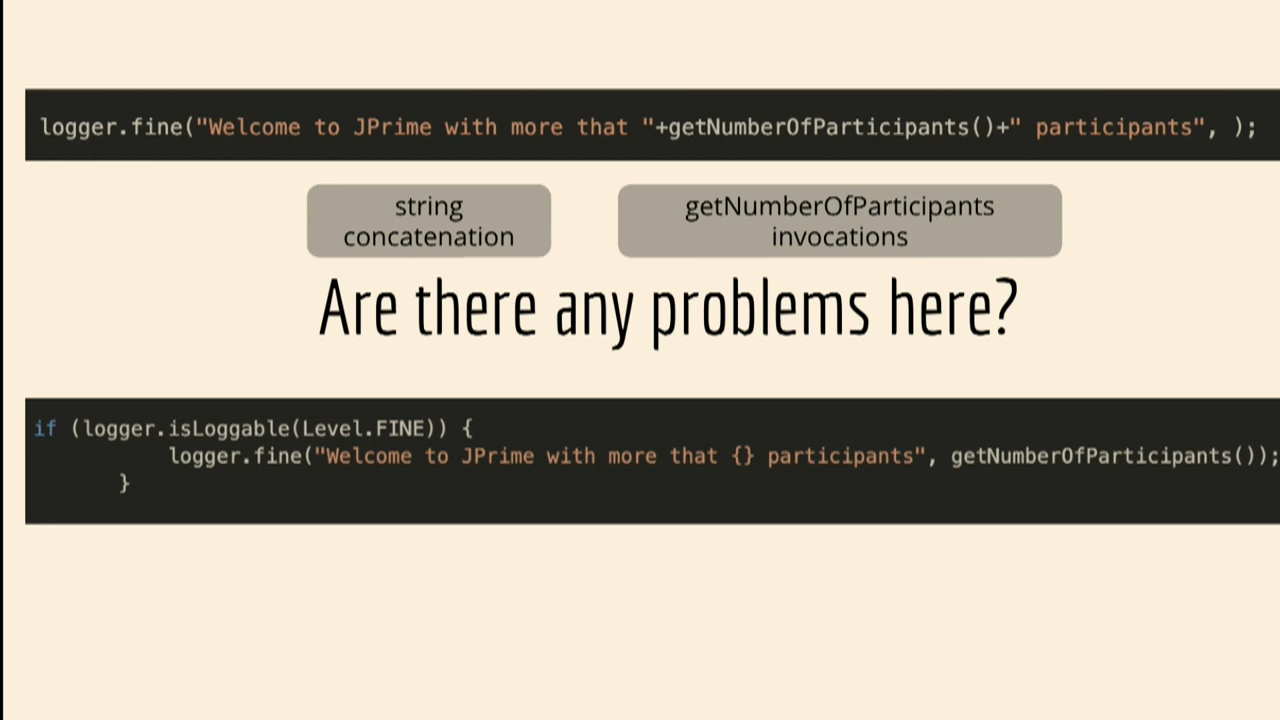 logger.fine("Welcome to JPrime with more that "+getNumberOfParticipants()+" participants", );
string
concatenation
getNumberOfParticipants
invocations
Are there any problems here?
if (logger.isLoggable(Level.FINE)) {
logger.fine("Welcome to JPrime with more that {} participants", getNumberOfParticipants());
}